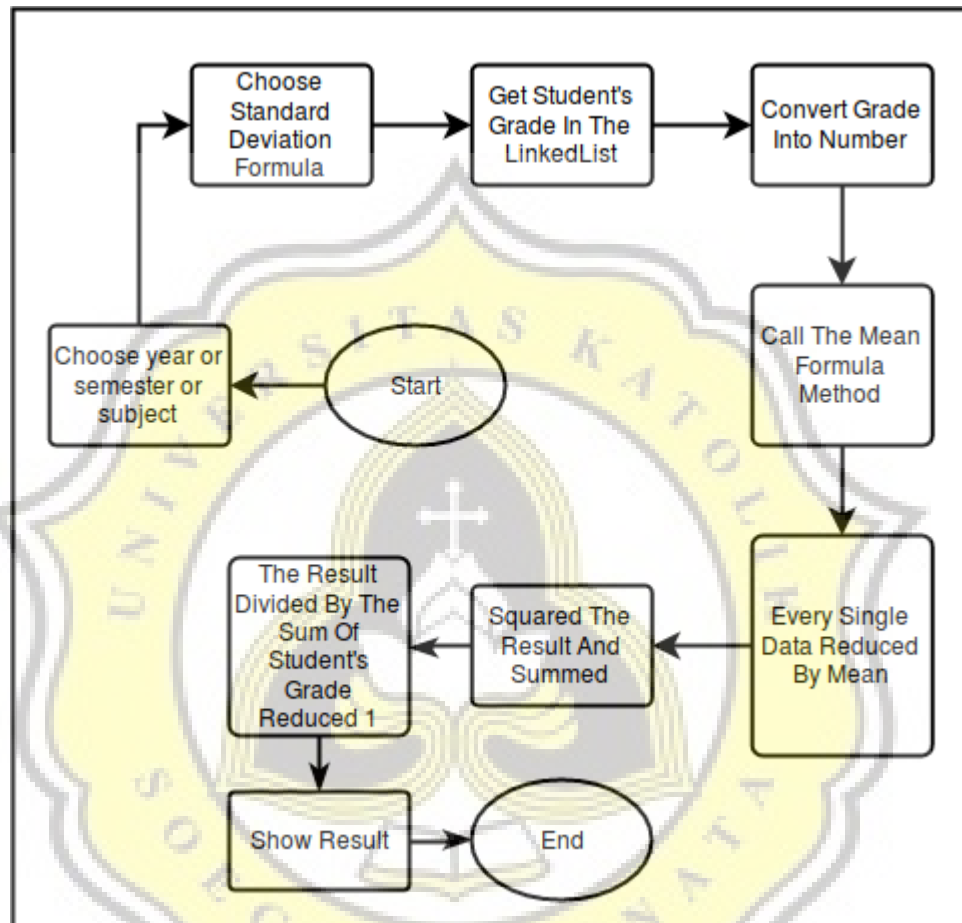 Choose
Standard
Deviation
Formula
Get Student's
Grade In The
LinkedList
Convert Grade
Into Number
Choose year or
semester or
subject
Start
Call The Mean
Formula
Method
The Result
Divided By The
Sum Of
Student's
Grade
Reduced 1
Squared The
Result And
Summed
Every Single
Data Reduced
By Mean
Show Result
End
UNIVERSITAS KATOLIK